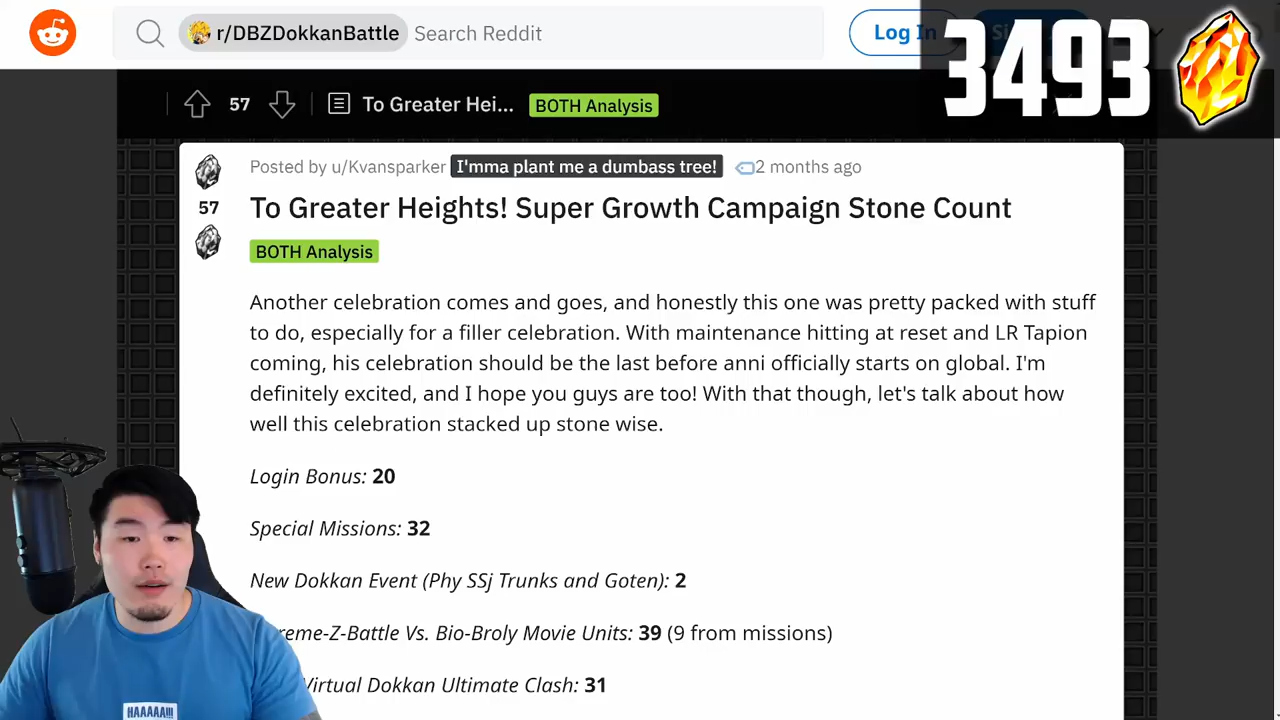 r/DBZDokkanBattle Search Reddit
Log In
3493
57 To Greater Hei... BOTH Analysis
Posted by u/Kvansparker I'mma plant me a dumbass tree! 2 months ago
57
To Greater Heights! Super Growth Campaign Stone Count
BOTH Analysis
Another celebration comes and goes, and honestly this one was pretty packed with stuff
to do, especially for a filler celebration. With maintenance hitting at reset and LR Tapion
coming, his celebration should be the last before anni officially starts on global. I'm
definitely excited, and I hope you guys are too! With that though, let's talk about how
well this celebration stacked up stone wise.
Login Bonus: 20
Special Missions: 32
New Dokkan Event (Phy SSj Trunks and Goten): 2
reme-Z-Battle Vs. Bio-Broly Movie Units: 39 (9 from missions)
Virtual Dokkan Ultimate Clash: 31
HAAAAA!!!